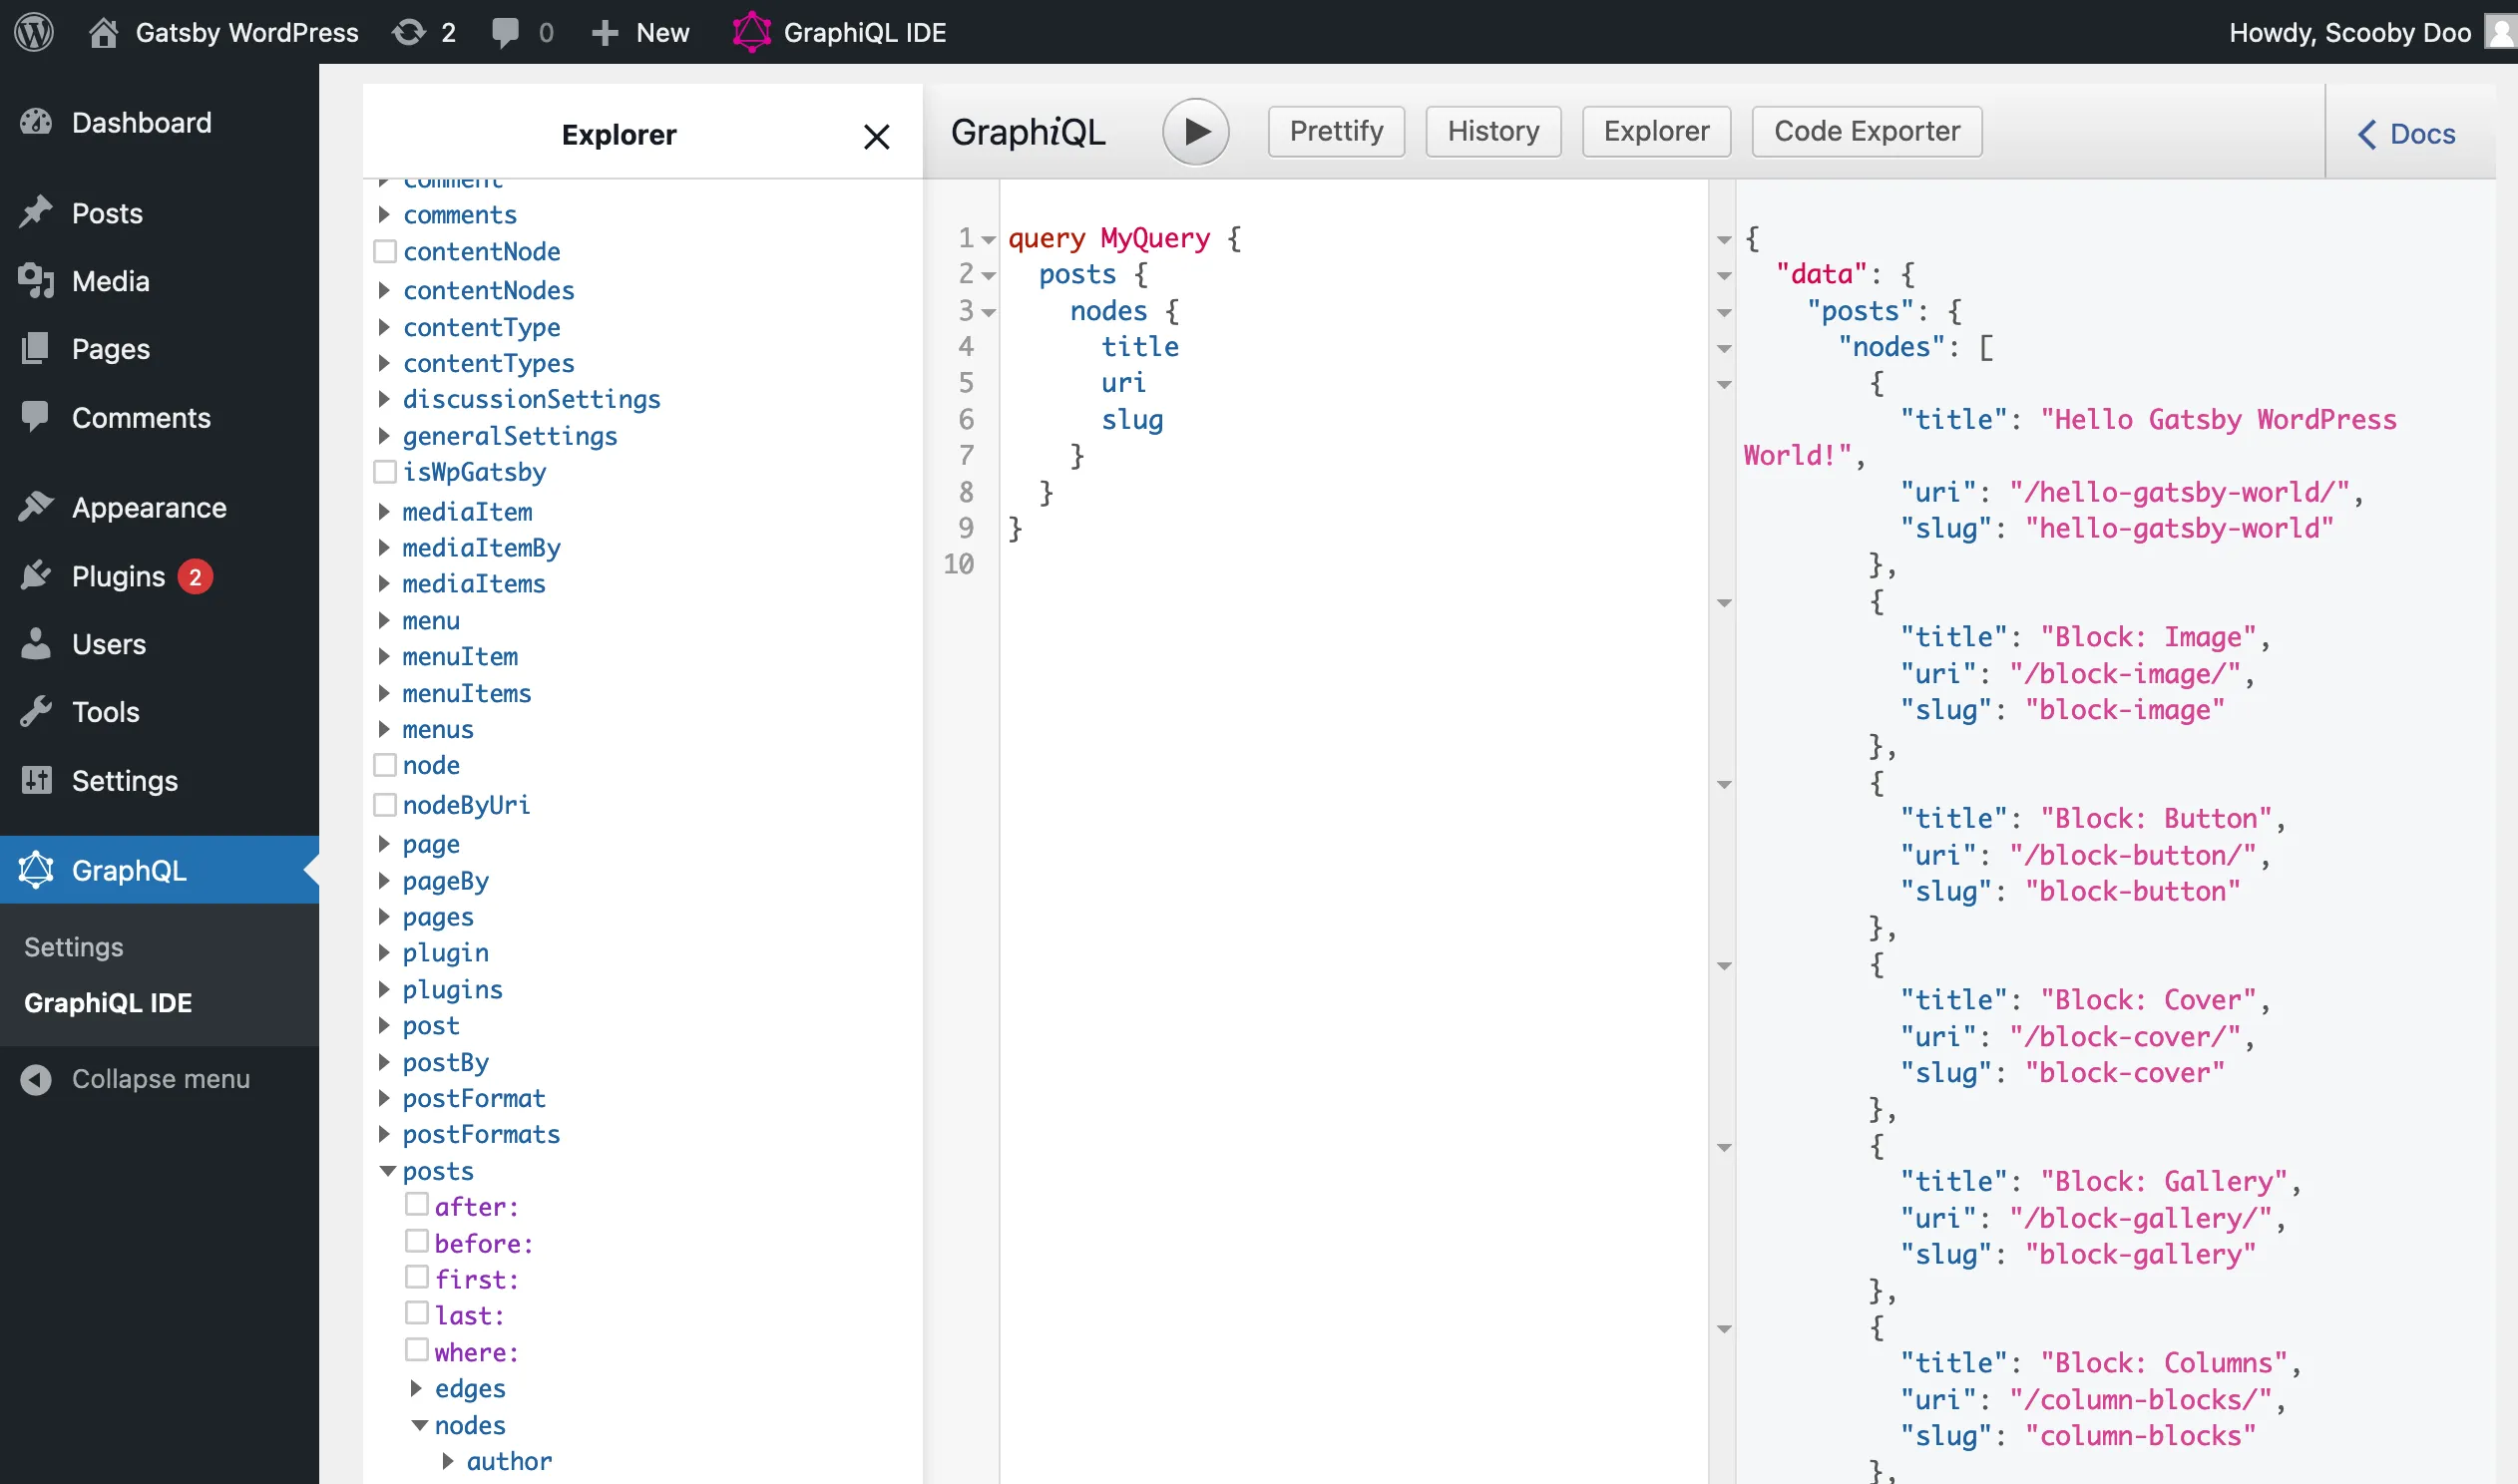 Gatsby WordPress 2 0 New GraphiQL IDE Howdy, Scooby Doo
Dashboard
Posts
Media
Pages
Comments
Appearance
Plugins 2
Users
Tools
Settings
GraphQL
Settings
GraphiQL IDE
Collapse menu
Explorer
comment
comments
contentNode
contentNodes
contentType
contentTypes
discussionSettings
generalSettings
isWpGatsby
mediaItem
mediaItemBy
mediaItems
menu
menuItem
menuItems
menus
node
nodeByUri
page
pageBy
pages
plugin
plugins
post
postBy
postFormat
postFormats
posts
after:
before:
first:
last:
where:
edges
nodes
author
GraphiQL Prettify History Explorer Code Exporter Docs
1 query MyQuery {
2 posts {
3 nodes {
4 title
5 uri
6 slug
7 }
8 }
9 }
10
{
"data": {
"posts": {
"nodes": [
{
"title": "Hello Gatsby WordPress
World!",
"uri": "/hello-gatsby-world/",
"slug": "hello-gatsby-world"
},
{
"title": "Block: Image",
"uri": "/block-image/",
"slug": "block-image"
},
{
"title": "Block: Button",
"uri": "/block-button/",
"slug": "block-button"
},
{
"title": "Block: Cover",
"uri": "/block-cover/",
"slug": "block-cover"
},
{
"title": "Block: Gallery",
"uri": "/block-gallery/",
"slug": "block-gallery"
},
{
"title": "Block: Columns",
"uri": "/column-blocks/",
"slug": "column-blocks"
},